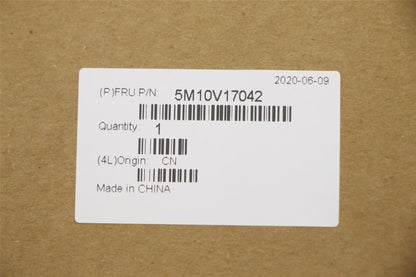 2020-06-09
(P)FRU P/N: 5M10V17042
Quantity: 1
(4L)Origin: CN
Made in CHINA